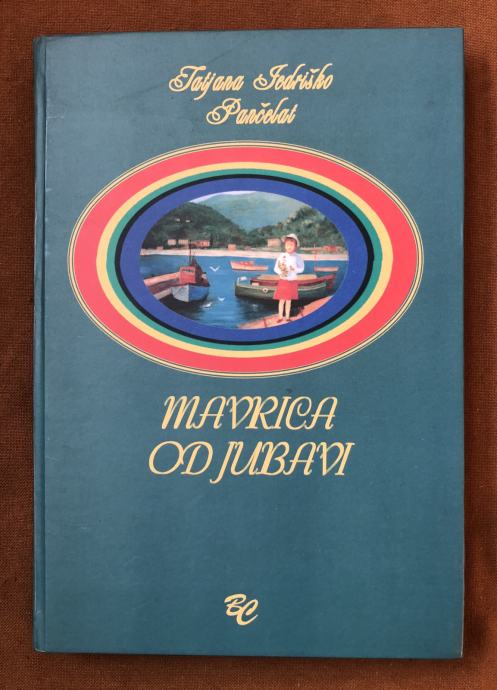 Tatjana Jedriško
Pančelat
MAVRICA
OD JUBAVI
BC